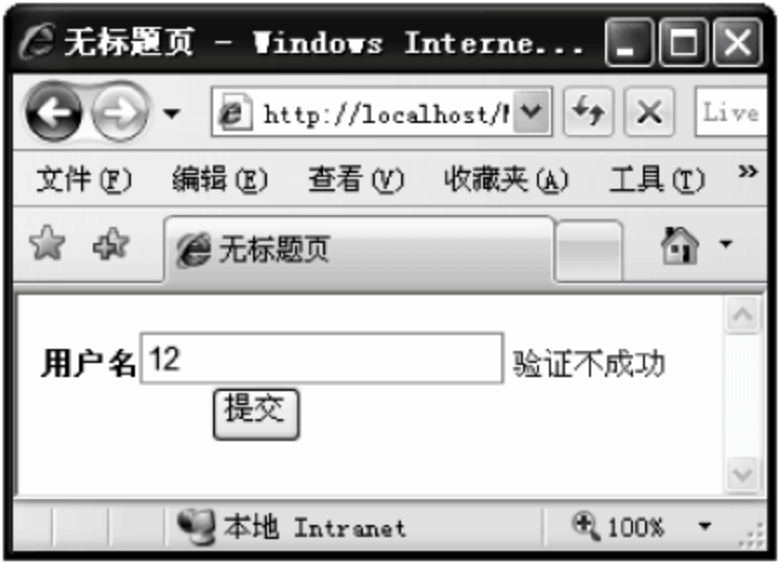 无标题页 - Windows Interne...
http://localhost/
Live
文件(F) 编辑(E) 查看(V) 收藏夹(A) 工具(T) »
无标题页
用户名 12 验证不成功
提交
本地 Intranet 100%